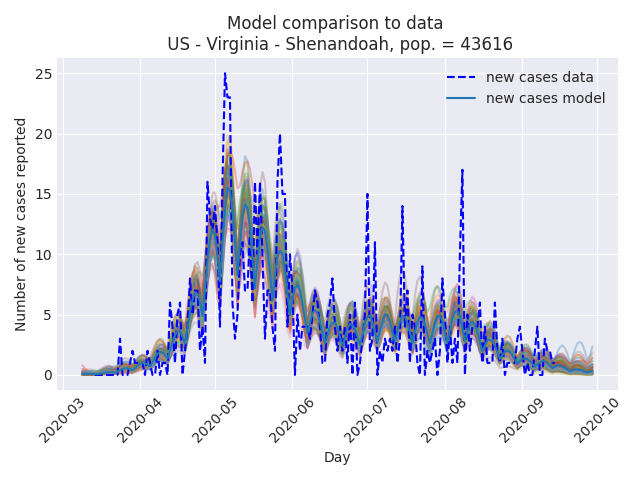 Model comparison to data
US - Virginia - Shenandoah, pop. = 43616
new cases data
new cases model
Number of new cases reported
25
20
15
10
5
0
2020-03
2020-04
2020-05
2020-06
2020-07
2020-08
2020-09
2020-10
Day